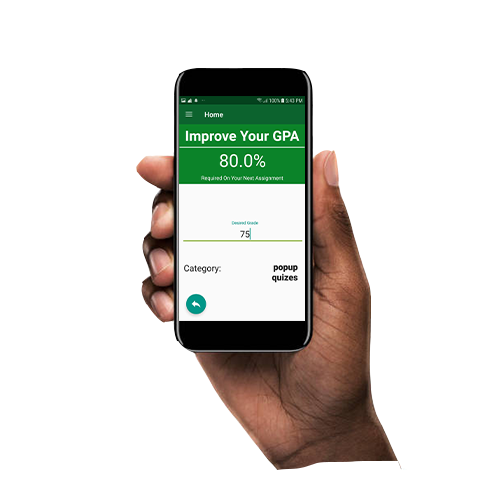 100% 5:43 PM
Home
Improve Your GPA
80.0%
Required On Your Next Assignment
Desired Grade
75
Category: popup
quizes